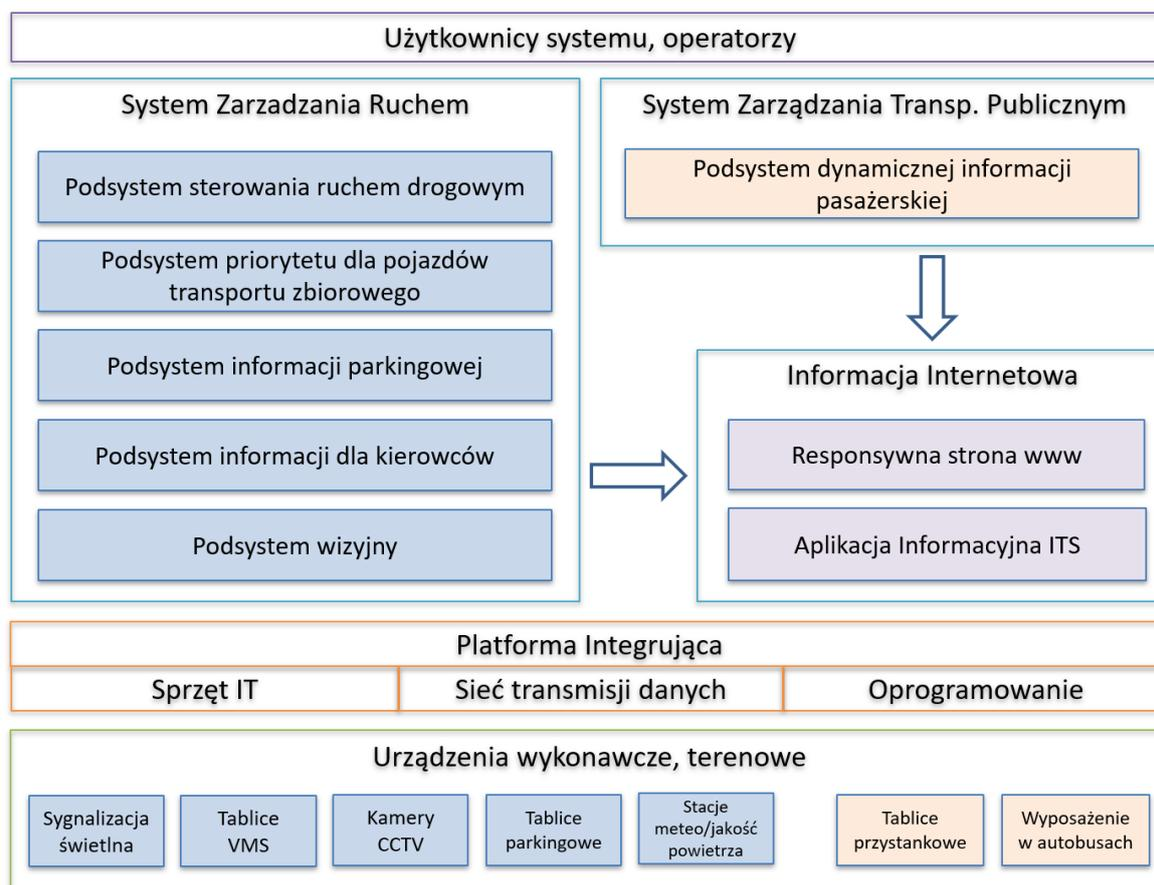 Użytkownicy systemu, operatorzy
System Zarzadzania Ruchem
Podsystem sterowania ruchem drogowym
Podsystem priorytetu dla pojazdów
transportu zbiorowego
Podsystem informacji parkingowej
Podsystem informacji dla kierowców
Podsystem wizyjny
System Zarządzania Transp. Publicznym
Podsystem dynamicznej informacji
pasażerskiej
Informacja Internetowa
Responsywna strona www
Aplikacja Informacyjna ITS
Platforma Integrująca
Sprzęt IT
Sieć transmisji danych
Oprogramowanie
Urządzenia wykonawcze, terenowe
Sygnalizacja
świetlna
Tablice
VMS
Kamery
CCTV
Tablice
parkingowe
Stacje
meteo/jakość
powietrza
Tablice
przystankowe
Wyposażenie
w autobusach